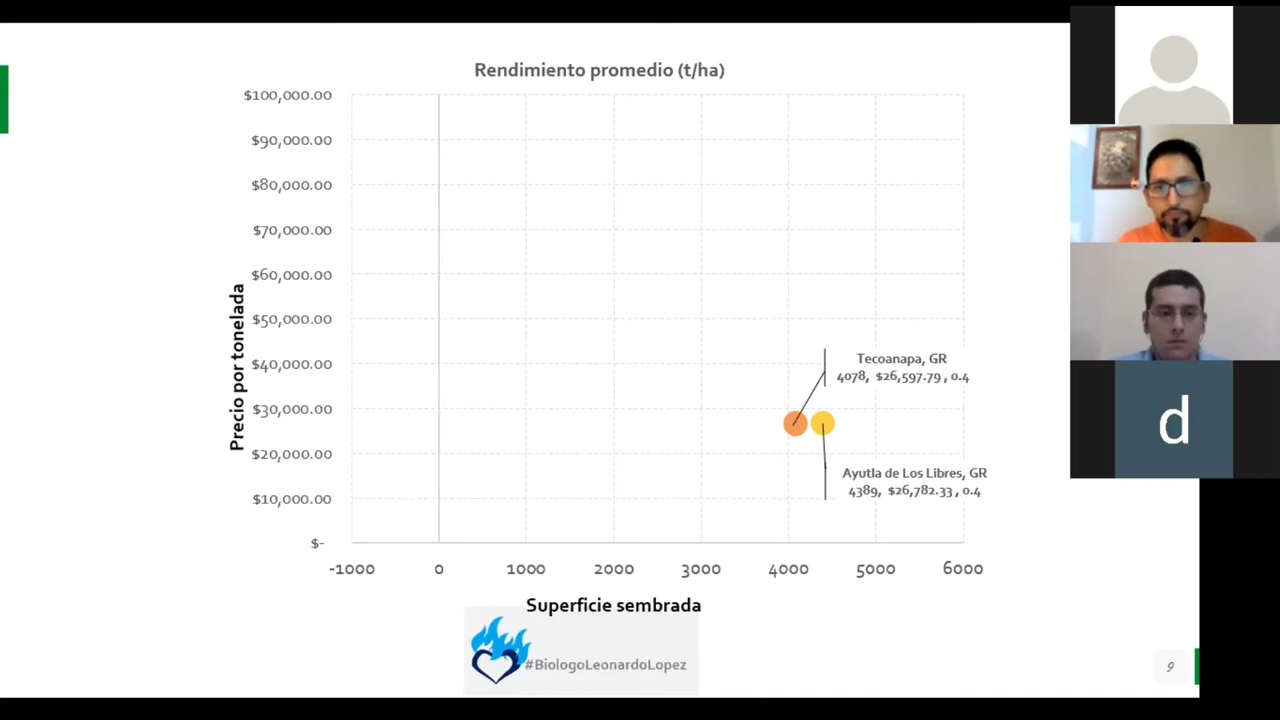 Rendimiento promedio (t/ha)
$100,000.00
$90,000.00
$80,000.00
$70,000.00
$60,000.00
$50,000.00
$40,000.00
$30,000.00
$20,000.00
$10,000.00
$-
Precio por tonelada
Tecoanapa, GR
4078, $26,597.79 , 0.4
Ayutla de Los Libres, GR
4389, $26,782.33 , 0.4
-1000 0 1000 2000 3000 4000 5000 6000
Superficie sembrada
#BiologoLeonardoLopez
9
d